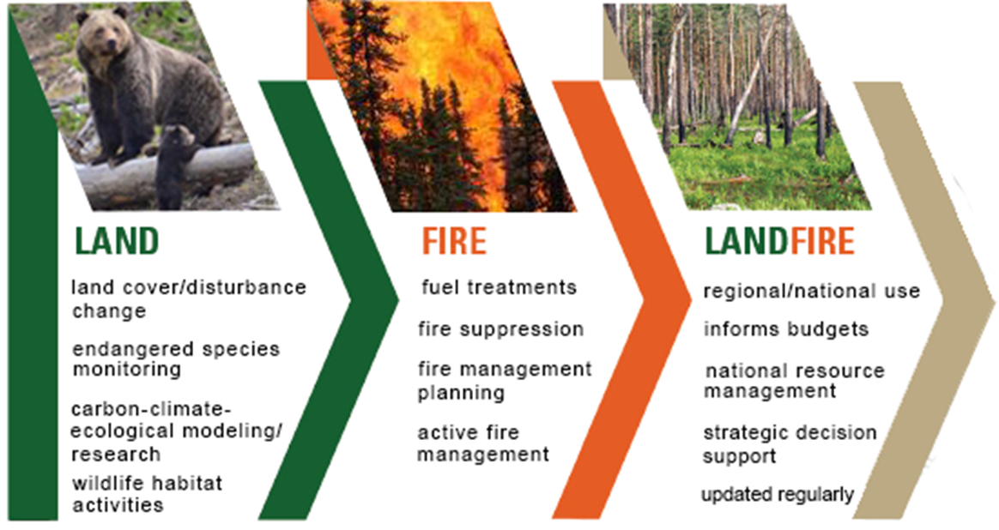 LAND
land cover/disturbance
change
endangered species
monitoring
carbon-climate-
ecological modeling/
research
wildlife habitat
activities
FIRE
fuel treatments
fire suppression
fire management
planning
active fire
management
LANDFIRE
regional/national use
informs budgets
national resource
management
strategic decision
support
updated regularly